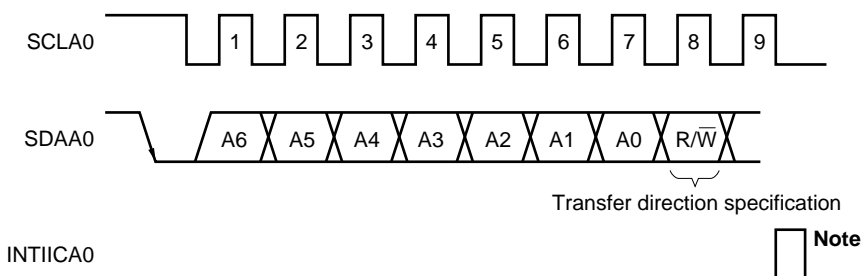 SCLA0 1 2 3 4 5 6 7 8 9
SDAA0 A6 A5 A4 A3 A2 A1 A0 R/W̅
Transfer direction specification
INTIICA0 Note